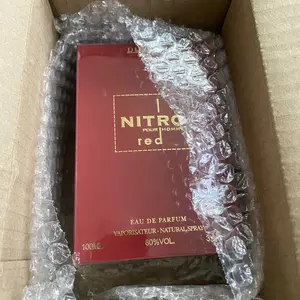 NITRO
POUR HOMME
red
EAU DE PARFUM
VAPORISATEUR - NATURAL SPRAY
100ML
80%VOL.